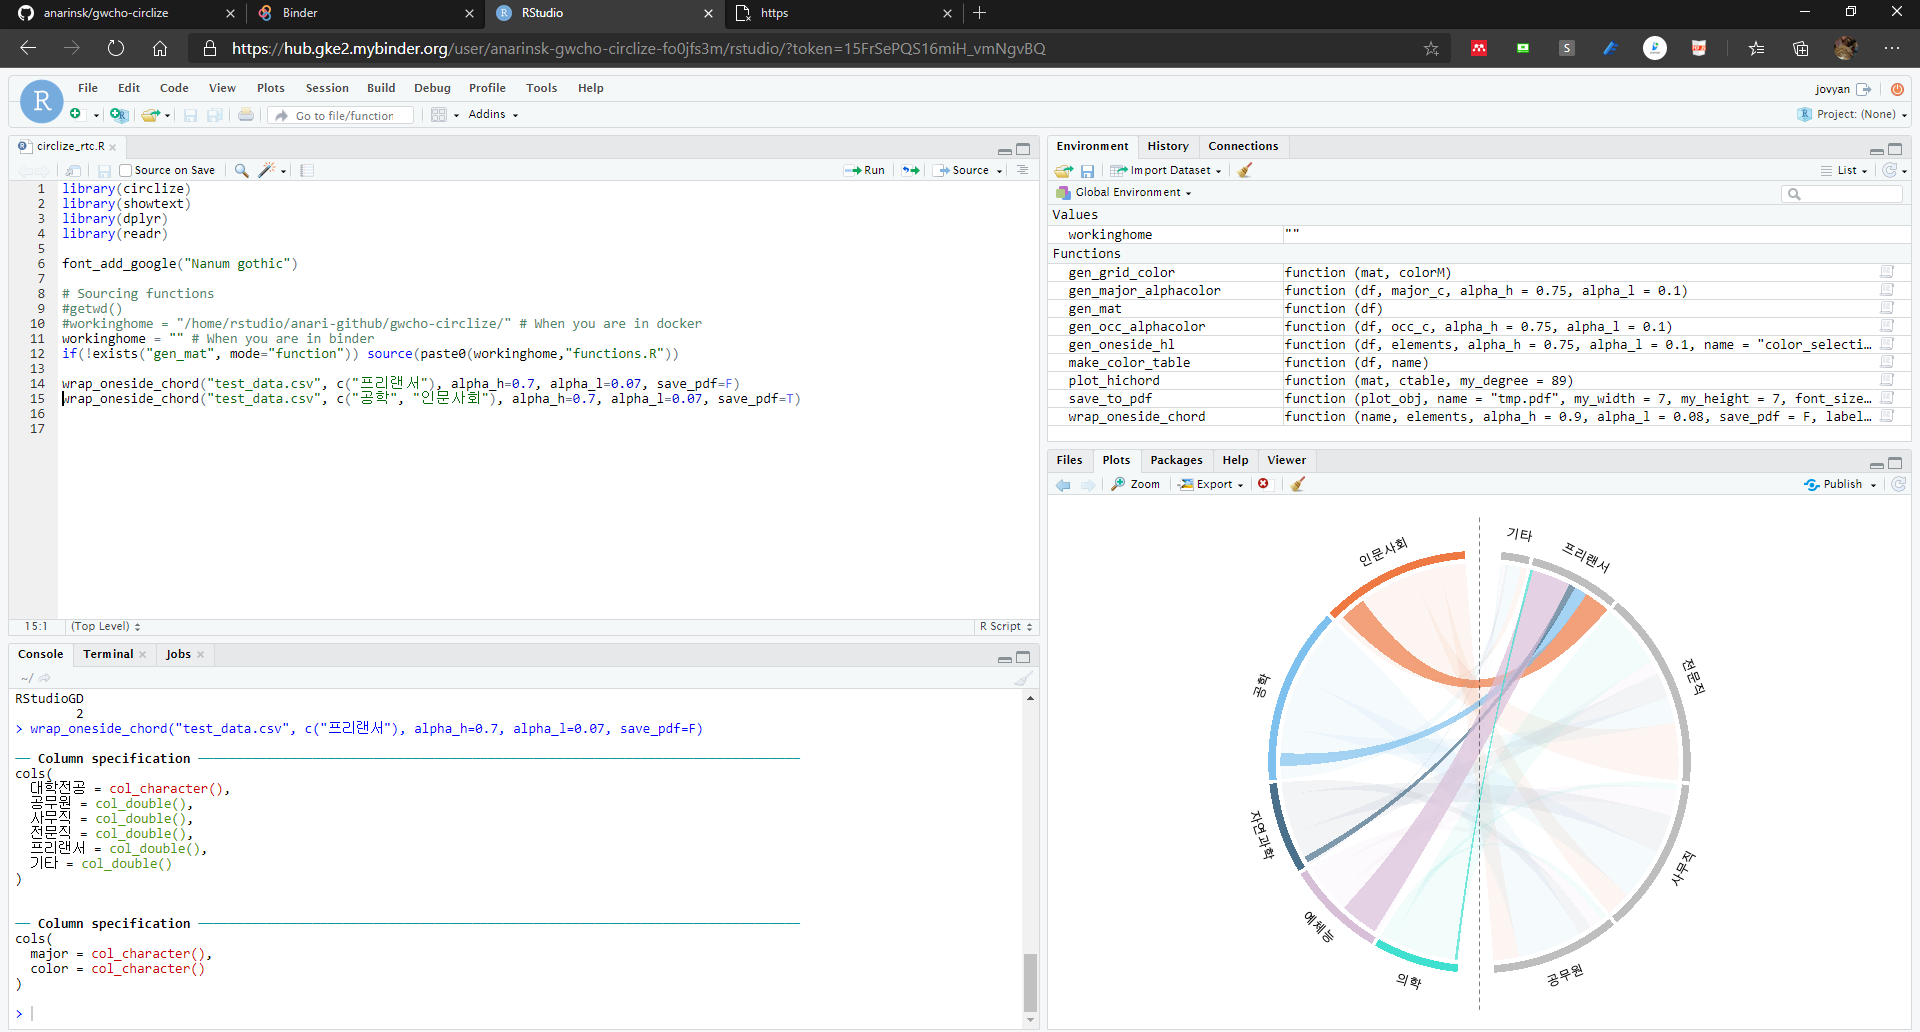 anarinsk/gwcho-circlize
Binder
RStudio
https
https://hub.gke2.mybinder.org/user/anarinsk-gwcho-circlize-fo0jfs3m/rstudio/?token=15FrSePQS16miH_vmNgvBQ
File Edit Code View Plots Session Build Debug Profile Tools Help
jovyan
Go to file/function
Addins
Project: (None)
circlize_rtc.R
Source on Save
Run
Source
1 library(circlize)
2 library(showtext)
3 library(dplyr)
4 library(readr)
5
6 font_add_google("Nanum gothic")
7
8 # Sourcing functions
9 #getwd()
10 #workinghome = "/home/rstudio/anari-github/gwcho-circlize/" # When you are in docker
11 workinghome = "" # When you are in binder
12 if(!exists("gen_mat", mode="function")) source(paste0(workinghome,"functions.R"))
13
14 wrap_oneside_chord("test_data.csv", c("프리랜서"), alpha_h=0.7, alpha_l=0.07, save_pdf=F)
15 wrap_oneside_chord("test_data.csv", c("공학", "인문사회"), alpha_h=0.7, alpha_l=0.07, save_pdf=T)
16
17
15:1 (Top Level)
R Script
Console Terminal Jobs
~/
RStudioGD
2
> wrap_oneside_chord("test_data.csv", c("프리랜서"), alpha_h=0.7, alpha_l=0.07, save_pdf=F)
── Column specification ──
cols(
대학전공 = col_character(),
공무원 = col_double(),
사무직 = col_double(),
전문직 = col_double(),
프리랜서 = col_double(),
기타 = col_double()
)
── Column specification ──
cols(
major = col_character(),
color = col_character()
)
>
Environment History Connections
Import Dataset
List
Global Environment
Values
workinghome ""
Functions
gen_grid_color function (mat, colorM)
gen_major_alphacolor function (df, major_c, alpha_h = 0.75, alpha_l = 0.1)
gen_mat function (df)
gen_occ_alphacolor function (df, occ_c, alpha_h = 0.75, alpha_l = 0.1)
gen_oneside_hl function (df, elements, alpha_h = 0.75, alpha_l = 0.1, name = "color_selecti…
make_color_table function (df, name)
plot_hichord function (mat, ctable, my_degree = 89)
save_to_pdf function (plot_obj, name = "tmp.pdf", my_width = 7, my_height = 7, font_size…
wrap_oneside_chord function (name, elements, alpha_h = 0.9, alpha_l = 0.08, save_pdf = F, label…
Files Plots Packages Help Viewer
Zoom
Export
Publish
인문사회
기타
프리랜서
전문직
공학
자연과학
사무직
예체능
의학
공무원